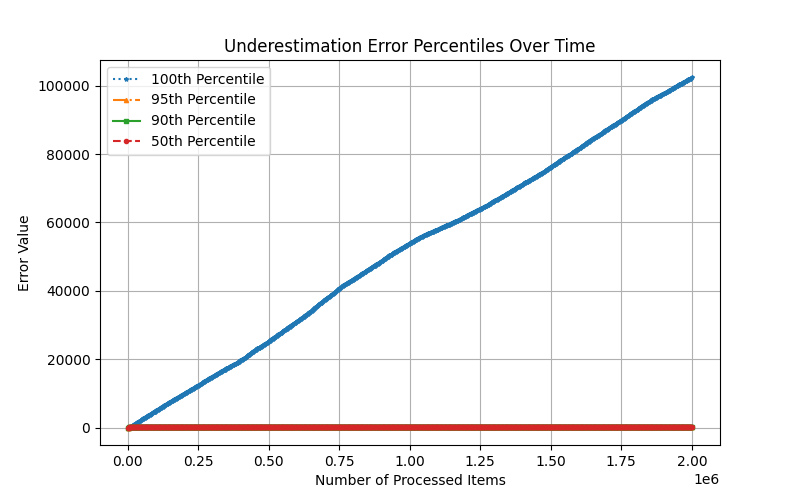 Underestimation Error Percentiles Over Time
100th Percentile
95th Percentile
90th Percentile
50th Percentile
Error Value
100000
80000
60000
40000
20000
0
0.00 0.25 0.50 0.75 1.00 1.25 1.50 1.75 2.00
1e6
Number of Processed Items